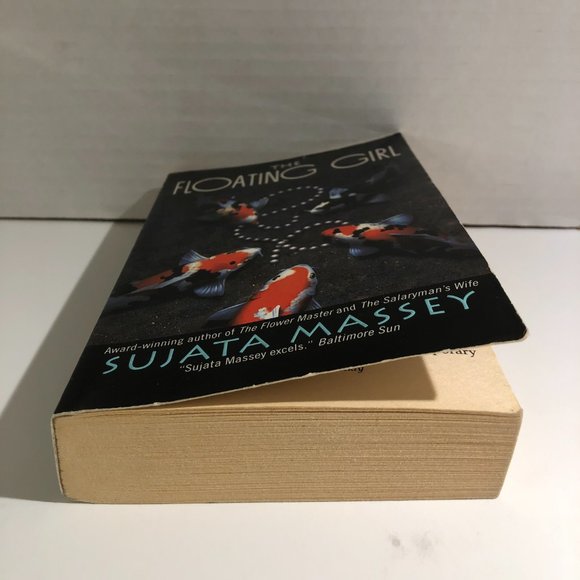 THE
FLOATING GIRL
Award-winning author of The Flower Master and The Salaryman's Wife
SUJATA MASSEY
"Sujata Massey excels." Baltimore Sun